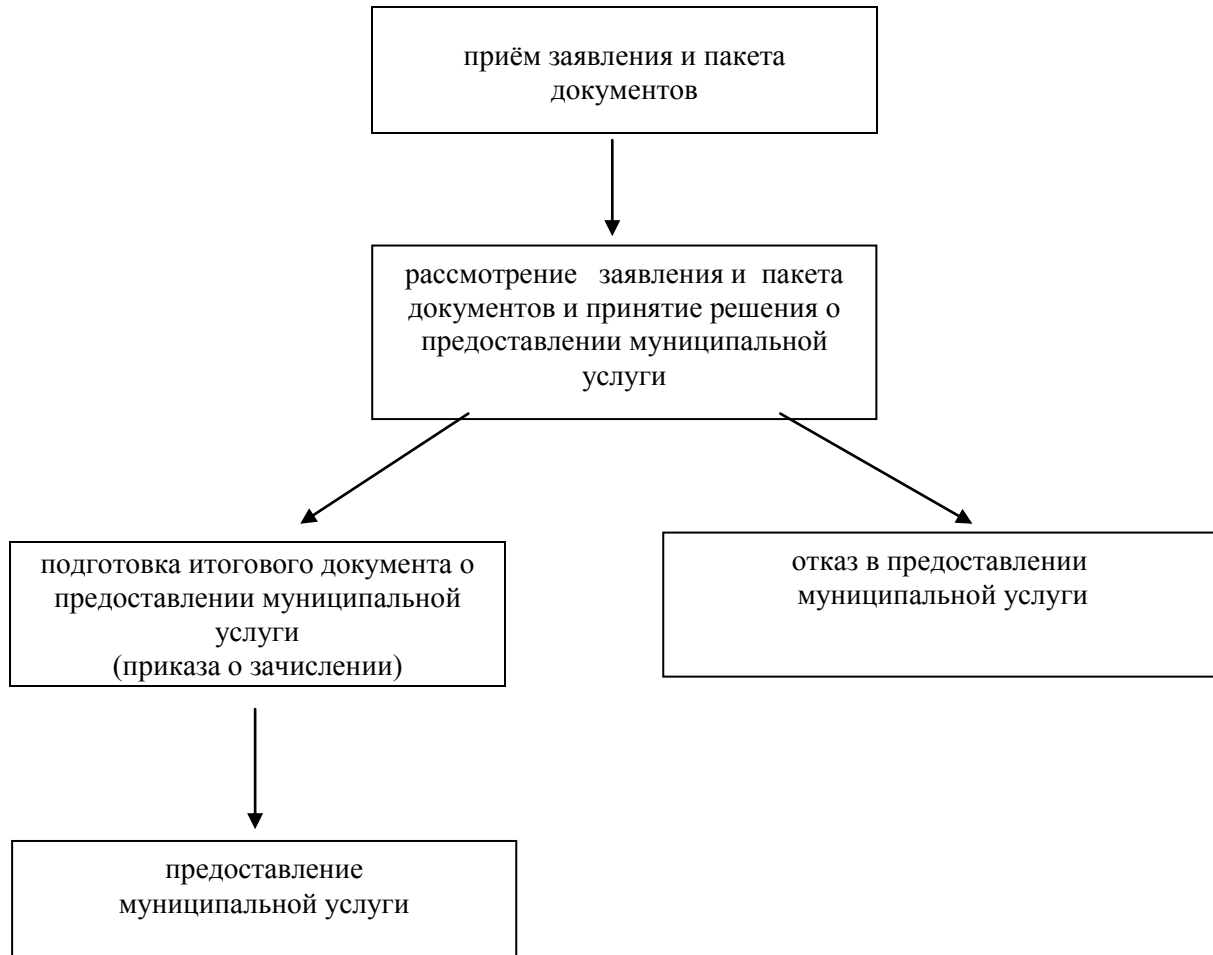 приём заявления и пакета
документов
рассмотрение заявления и пакета
документов и принятие решения о
предоставлении муниципальной
услуги
подготовка итогового документа о
предоставлении муниципальной
услуги
(приказа о зачислении)
отказ в предоставлении
муниципальной услуги
предоставление
муниципальной услуги